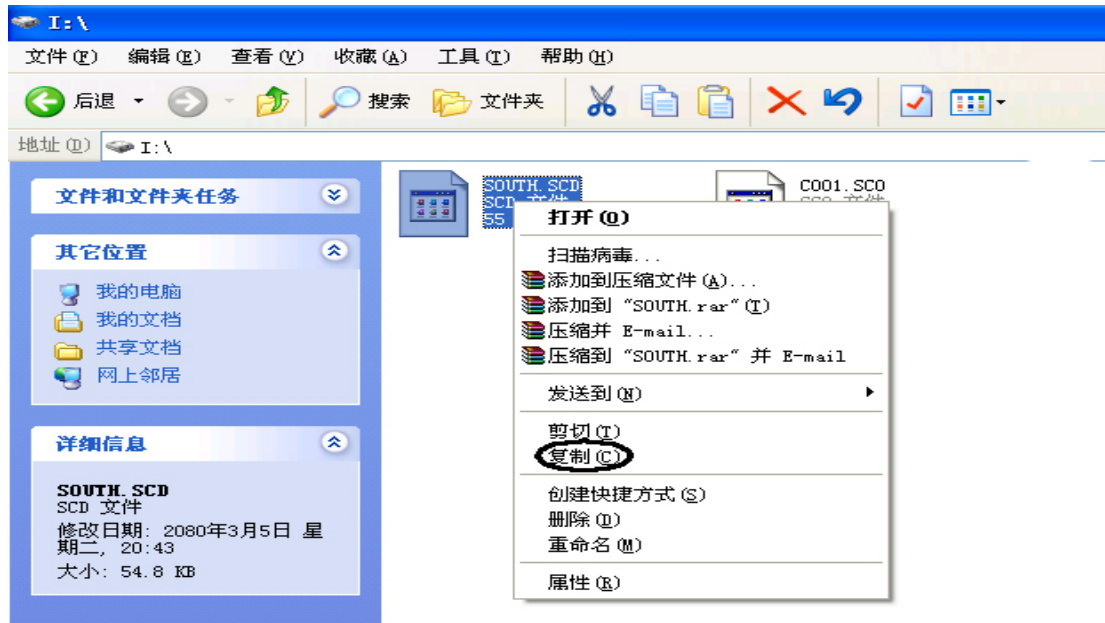 I:\
文件(F) 编辑(E) 查看(V) 收藏(A) 工具(T) 帮助(H)
后退 搜索 文件夹
地址(D) I:\
文件和文件夹任务
其它位置
我的电脑
我的文档
共享文档
网上邻居
详细信息
SOUTH.SCD
SCD 文件
修改日期: 2080年3月5日 星
期二, 20:43
大小: 54.8 KB
SOUTH.SCD
SCD 文件
55
C001.SCO
SCO 文件
打开(O)
扫描病毒...
添加到压缩文件(A)...
添加到 "SOUTH.rar"(T)
压缩并 E-mail...
压缩到 "SOUTH.rar" 并 E-mail
发送到(N)
剪切(T)
复制(C)
创建快捷方式(S)
删除(D)
重命名(M)
属性(R)